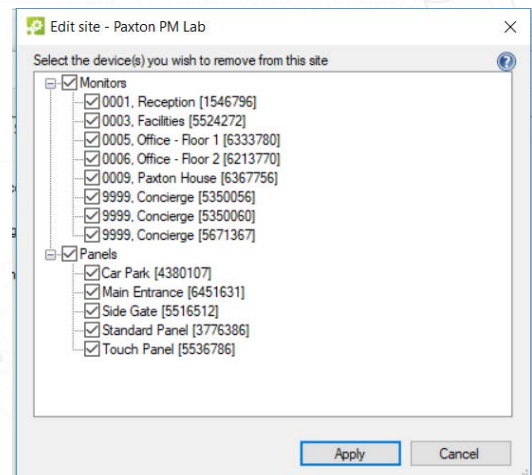 Edit site - Paxton PM Lab
Select the device(s) you wish to remove from this site
Monitors
0001, Reception [1546796]
0003, Facilities [5524272]
0005, Office - Floor 1 [6333780]
0006, Office - Floor 2 [6213770]
0009, Paxton House [6367756]
9999, Concierge [5350056]
9999, Concierge [5350060]
9999, Concierge [5671367]
Panels
Car Park [4380107]
Main Entrance [6451631]
Side Gate [5516512]
Standard Panel [3776386]
Touch Panel [5536786]
Apply Cancel